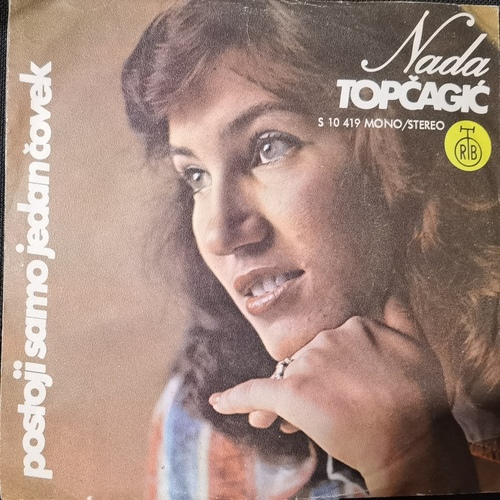 Nada
TOPČAGIĆ
S 10 419 MONO/STEREO
RTB
postoji samo jedan čovek